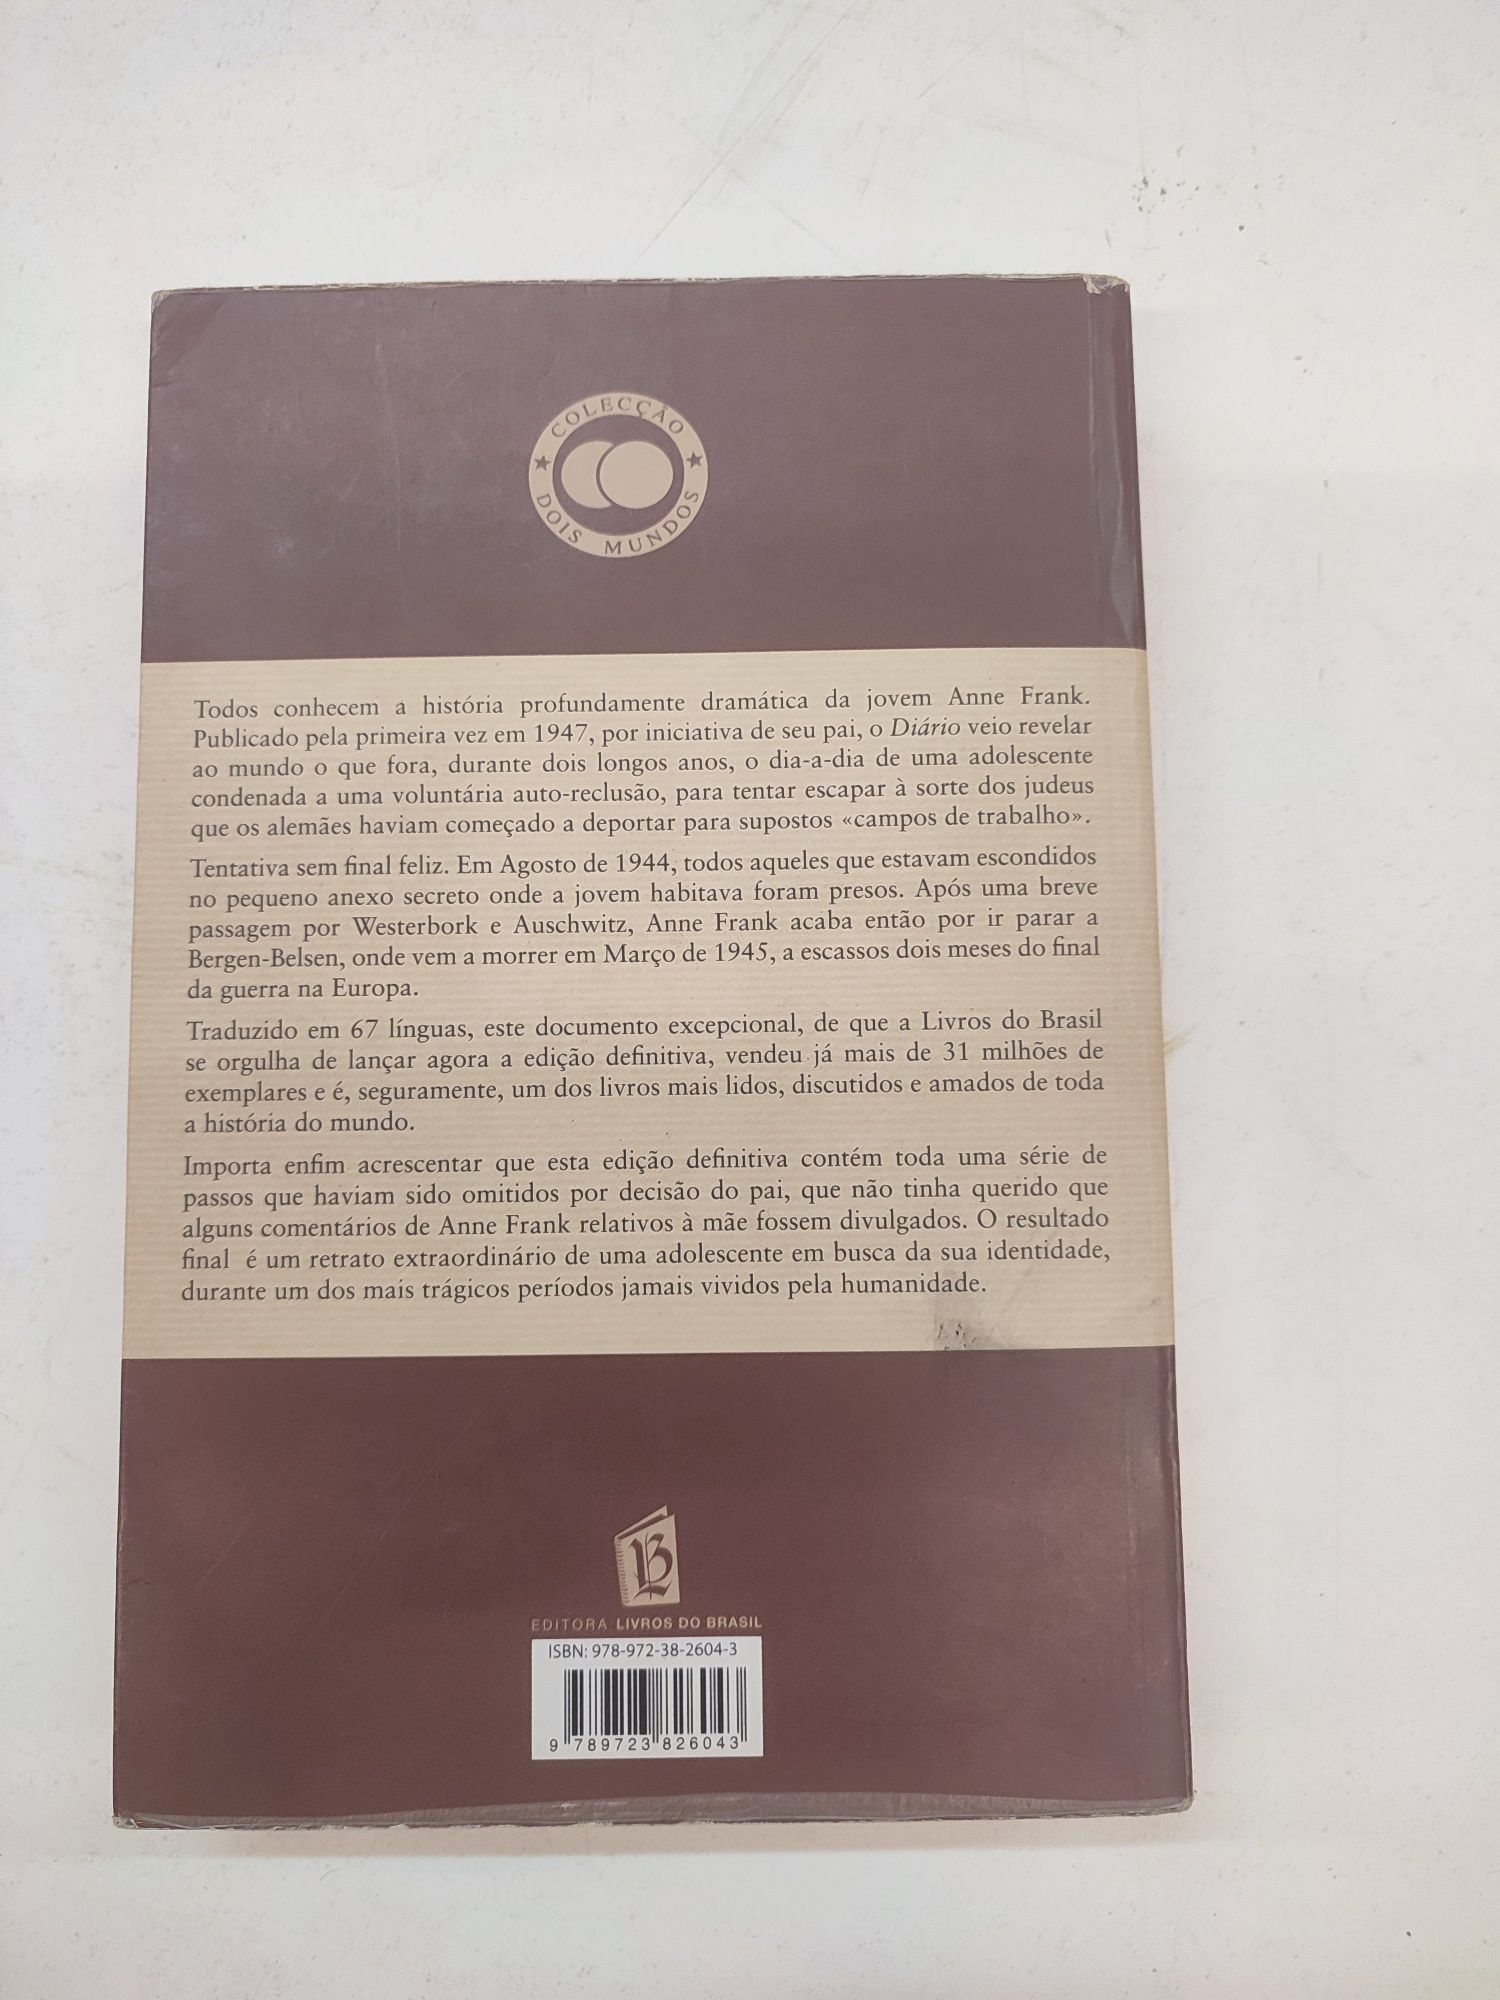 COLECÇÃO
DOIS MUNDOS
Todos conhecem a história profundamente dramática da jovem Anne Frank.
Publicado pela primeira vez em 1947, por iniciativa de seu pai, o Diário veio revelar
ao mundo o que fora, durante dois longos anos, o dia-a-dia de uma adolescente
condenada a uma voluntária auto-reclusão, para tentar escapar à sorte dos judeus
que os alemães haviam começado a deportar para supostos «campos de trabalho».
Tentativa sem final feliz. Em Agosto de 1944, todos aqueles que estavam escondidos
no pequeno anexo secreto onde a jovem habitava foram presos. Após uma breve
passagem por Westerbork e Auschwitz, Anne Frank acaba então por ir parar a
Bergen-Belsen, onde vem a morrer em Março de 1945, a escassos dois meses do final
da guerra na Europa.
Traduzido em 67 línguas, este documento excepcional, de que a Livros do Brasil
se orgulha de lançar agora a edição definitiva, vendeu já mais de 31 milhões de
exemplares e é, seguramente, um dos livros mais lidos, discutidos e amados de toda
a história do mundo.
Importa enfim acrescentar que esta edição definitiva contém toda uma série de
passos que haviam sido omitidos por decisão do pai, que não tinha querido que
alguns comentários de Anne Frank relativos à mãe fossem divulgados. O resultado
final é um retrato extraordinário de uma adolescente em busca da sua identidade,
durante um dos mais trágicos períodos jamais vividos pela humanidade.
LB
EDITORA LIVROS DO BRASIL
ISBN: 978-972-38-2604-3
9 789723 826043